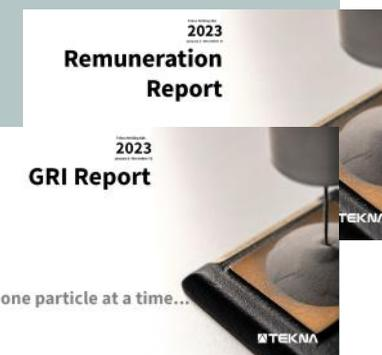 2023
Remuneration
Report
TEKNA
2023
GRI Report
one particle at a time...
TEKNA